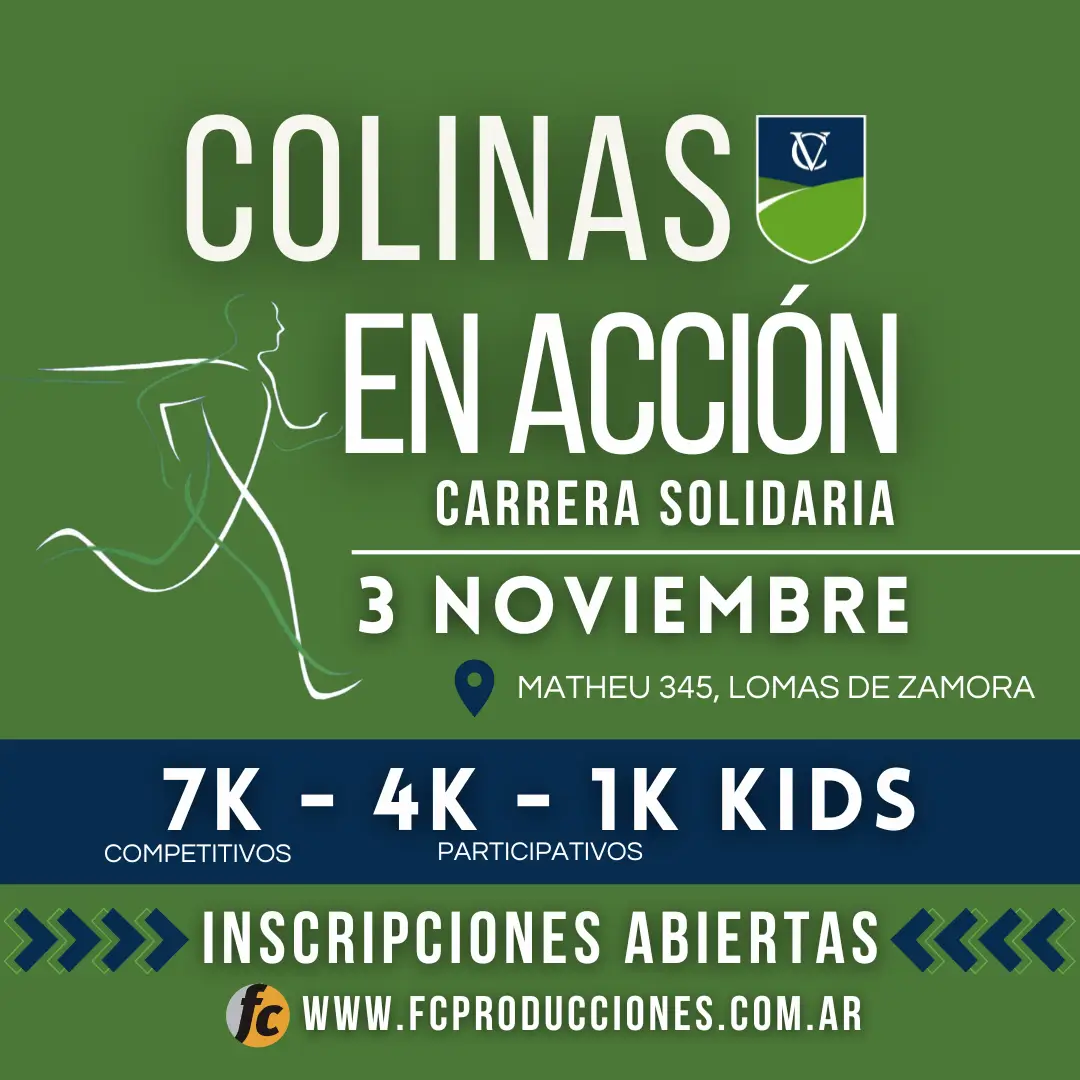 COLINAS
VC
EN ACCIÓN
CARRERA SOLIDARIA
3 NOVIEMBRE
MATHEU 345, LOMAS DE ZAMORA
7K - 4K - 1K KIDS
COMPETITIVOS PARTICIPATIVOS
INSCRIPCIONES ABIERTAS
fc WWW.FCPRODUCCIONES.COM.AR